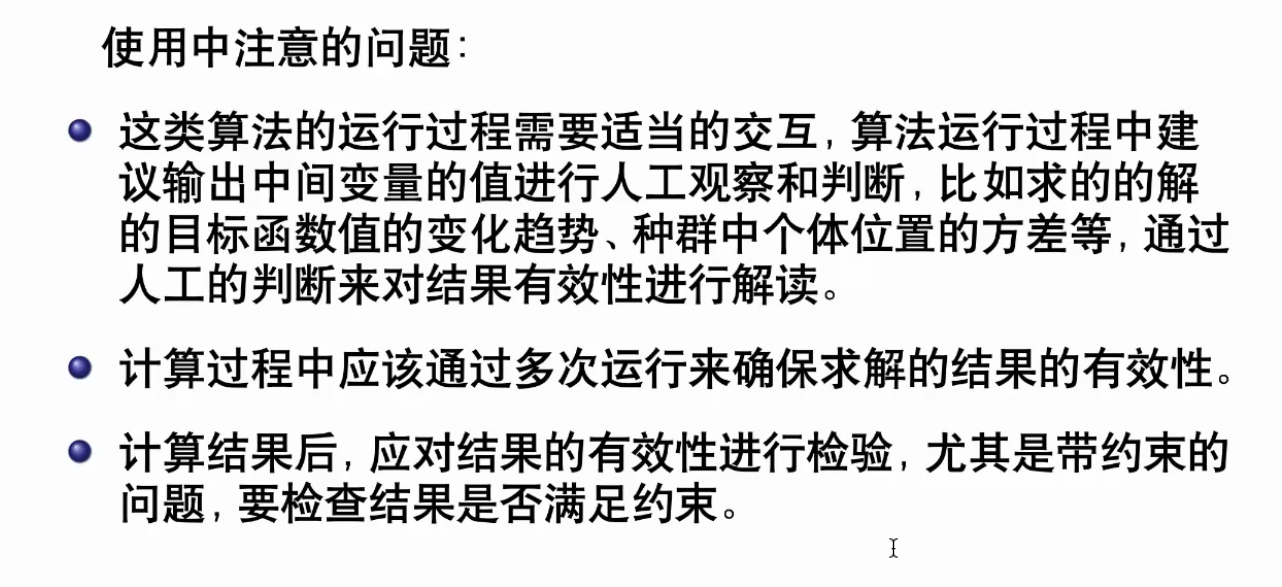 使用中注意的问题：
这类算法的运行过程需要适当的交互，算法运行过程中建
议输出中间变量的值进行人工观察和判断，比如求的的解
的目标函数值的变化趋势、种群中个体位置的方差等，通过
人工的判断来对结果有效性进行解读。
计算过程中应该通过多次运行来确保求解的结果的有效性。
计算结果后，应对结果的有效性进行检验，尤其是带约束的
问题，要检查结果是否满足约束。